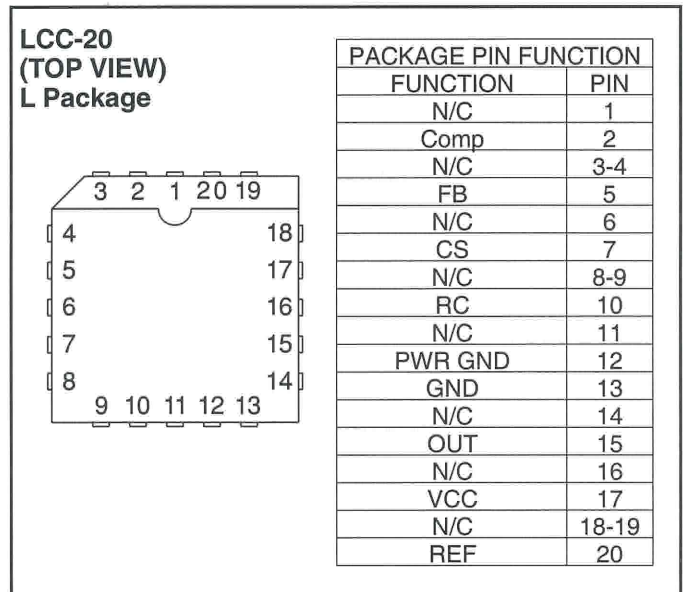 LCC-20
(TOP VIEW)
L Package
3 2 1 20 19
4 18
5 17
6 16
7 15
8 14
9 10 11 12 13
PACKAGE PIN FUNCTION
FUNCTION PIN
N/C 1
Comp 2
N/C 3-4
FB 5
N/C 6
CS 7
N/C 8-9
RC 10
N/C 11
PWR GND 12
GND 13
N/C 14
OUT 15
N/C 16
VCC 17
N/C 18-19
REF 20